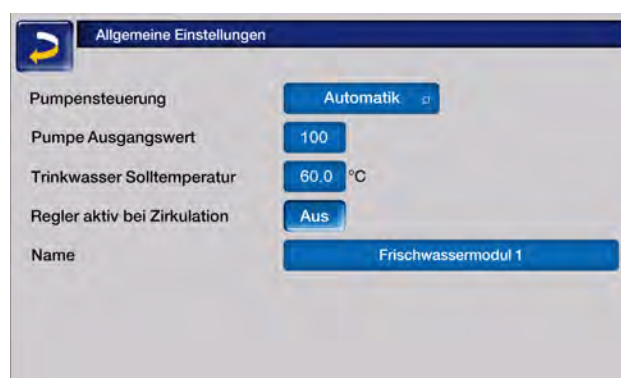 Allgemeine Einstellungen
Pumpensteuerung Automatik
Pumpe Ausgangswert 100
Trinkwasser Solltemperatur 60.0 °C
Regler aktiv bei Zirkulation Aus
Name Frischwassermodul 1